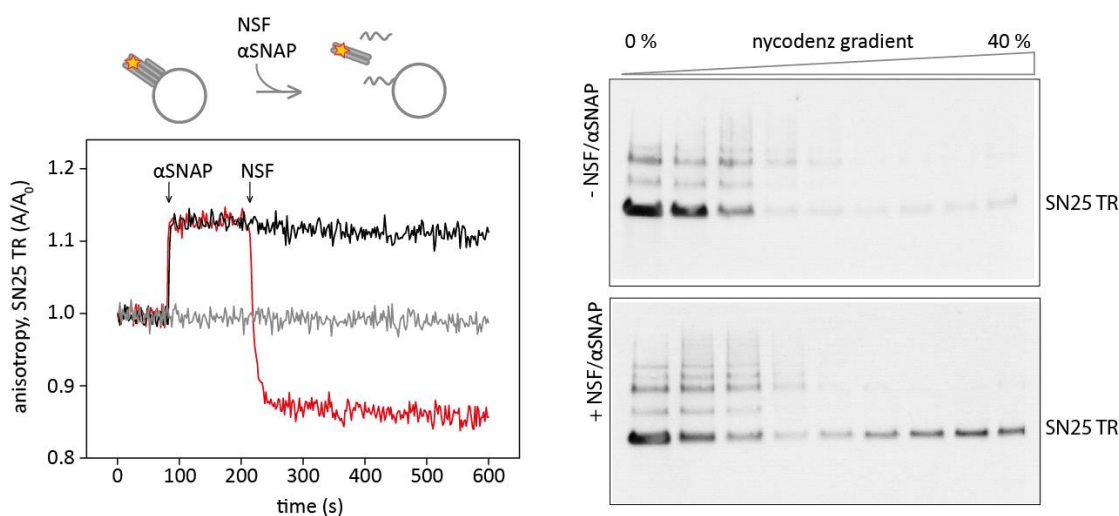 NSF
αSNAP
anisotropy, SN25 TR (A/A₀)
1.2
1.1
1.0
0.9
0.8
αSNAP
NSF
0
100
200
300
400
500
600
time (s)
0 %
nycodenz gradient
40 %
- NSF/αSNAP
SN25 TR
+ NSF/αSNAP
SN25 TR